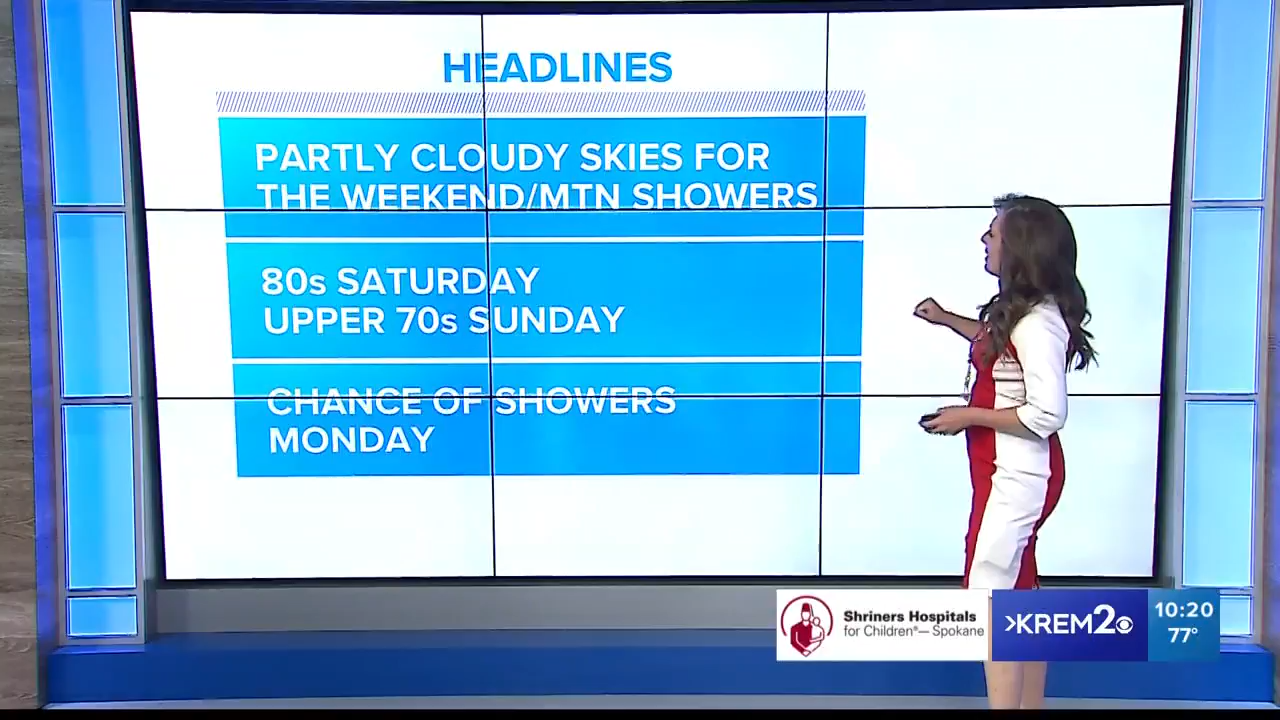 HEADLINES
PARTLY CLOUDY SKIES FOR
THE WEEKEND/MTN SHOWERS
80s SATURDAY
UPPER 70s SUNDAY
CHANCE OF SHOWERS
MONDAY
Shriners Hospitals
for Children®— Spokane
KREM2
10:20
77°